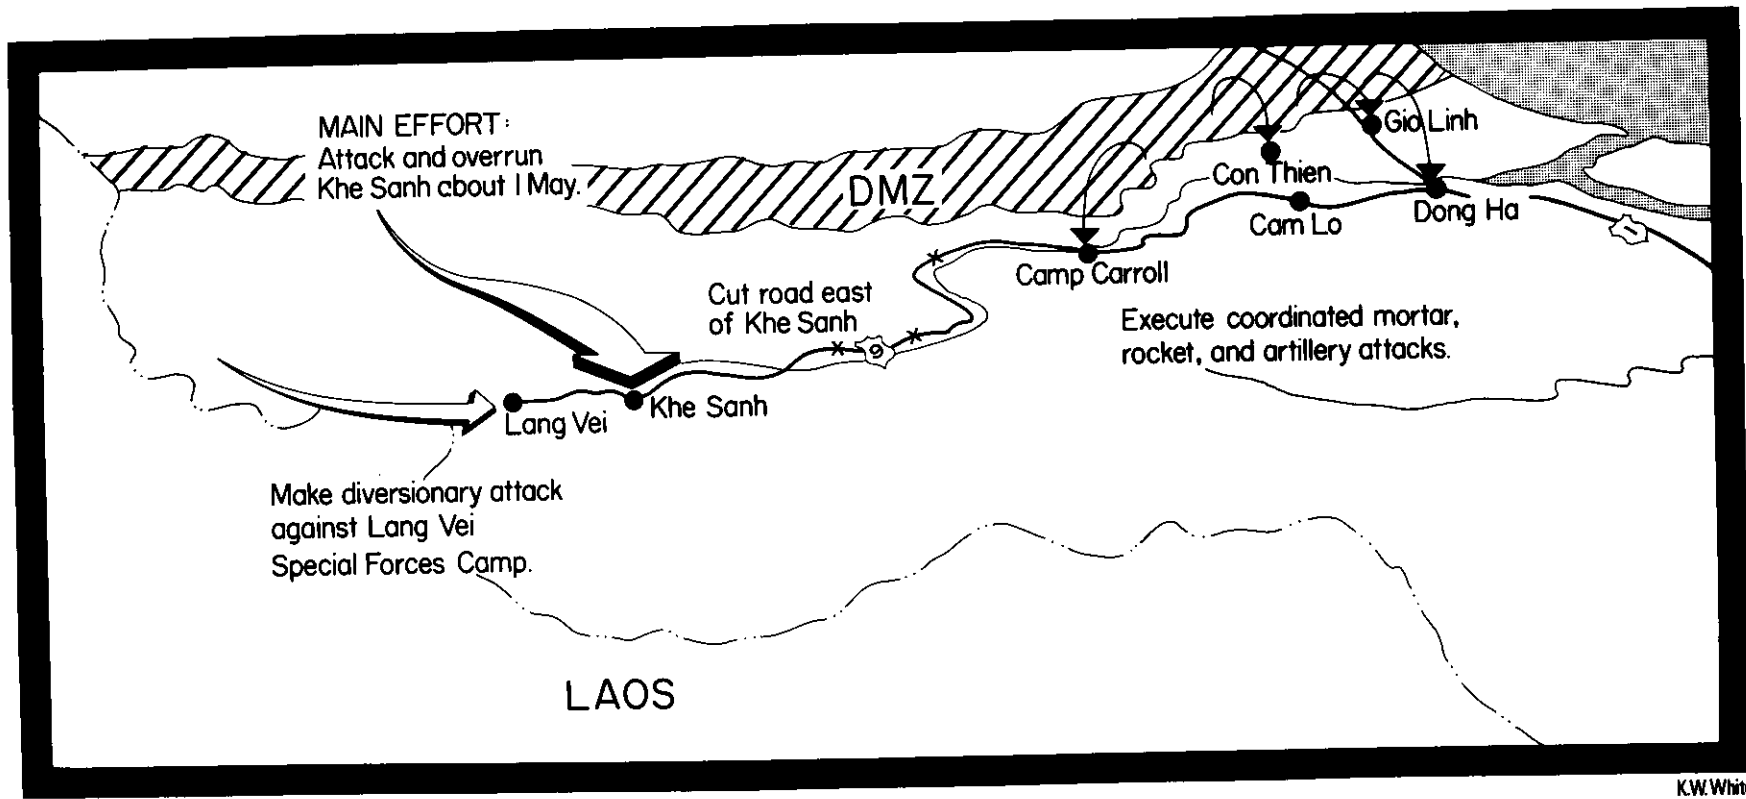 MAIN EFFORT:
Attack and overrun
Khe Sanh about 1 May.
DMZ
Gio Linh
Con Thien
Cam Lo
Dong Ha
1
Camp Carroll
Cut road east
of Khe Sanh
9
Execute coordinated mortar,
rocket, and artillery attacks.
Lang Vei
Khe Sanh
Make diversionary attack
against Lang Vei
Special Forces Camp.
LAOS
K.W. White